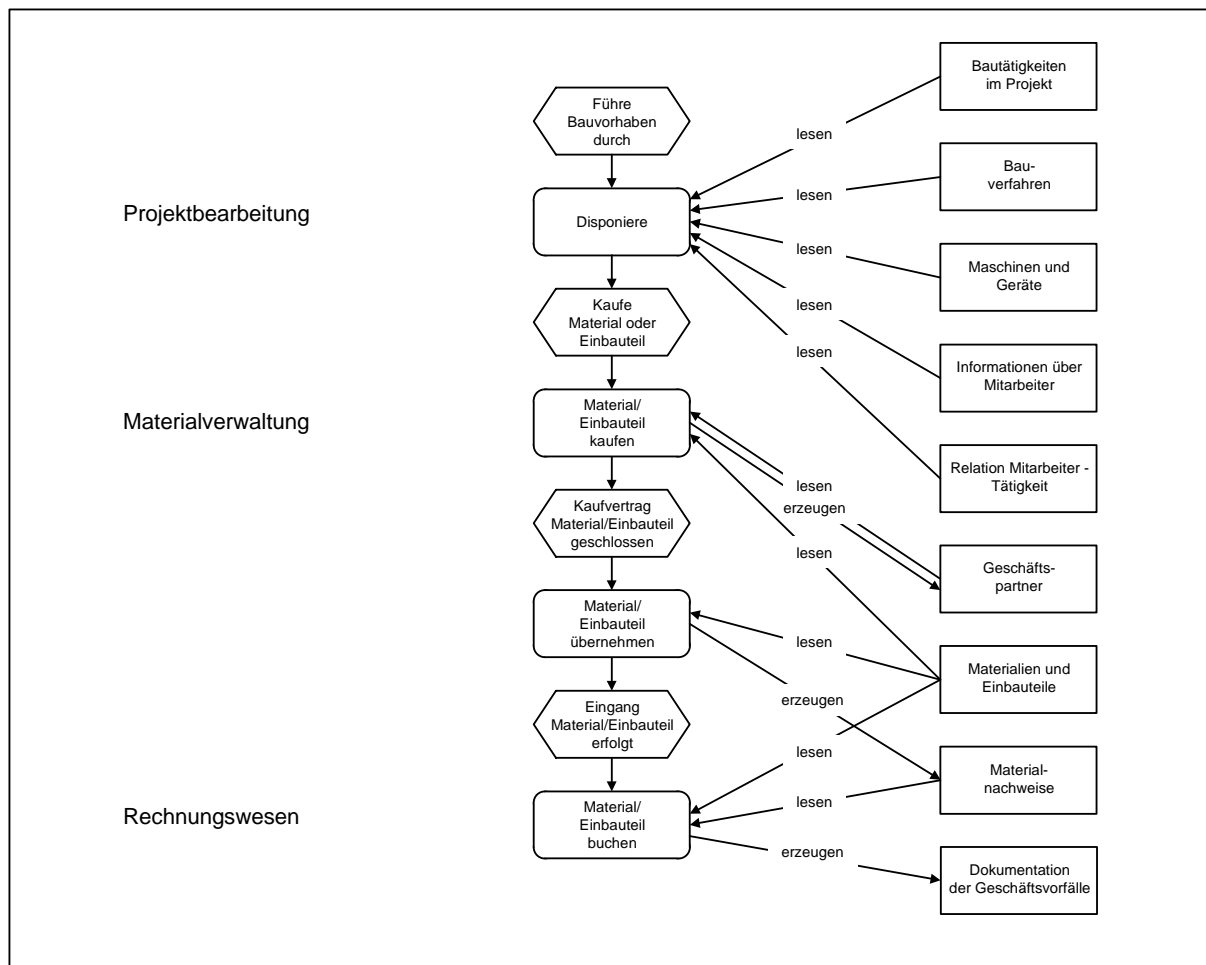 Bautätigkeiten
im Projekt
Führe
Bauvorhaben
durch
lesen
Bau-
verfahren
Projektbearbeitung
Disponiere
lesen
lesen
Maschinen und
Geräte
Kaufe
Material oder
Einbauteil
lesen
lesen
Informationen über
Mitarbeiter
Materialverwaltung
Material/
Einbauteil
kaufen
Relation Mitarbeiter -
Tätigkeit
lesen
erzeugen
Kaufvertrag
Material/Einbauteil
geschlossen
lesen
Geschäfts-
partner
Material/
Einbauteil
übernehmen
lesen
Materialien und
Einbauteile
erzeugen
Eingang
Material/Einbauteil
erfolgt
lesen
Material-
nachweise
lesen
Rechnungswesen
Material/
Einbauteil
buchen
erzeugen
Dokumentation
der Geschäftsvorfälle